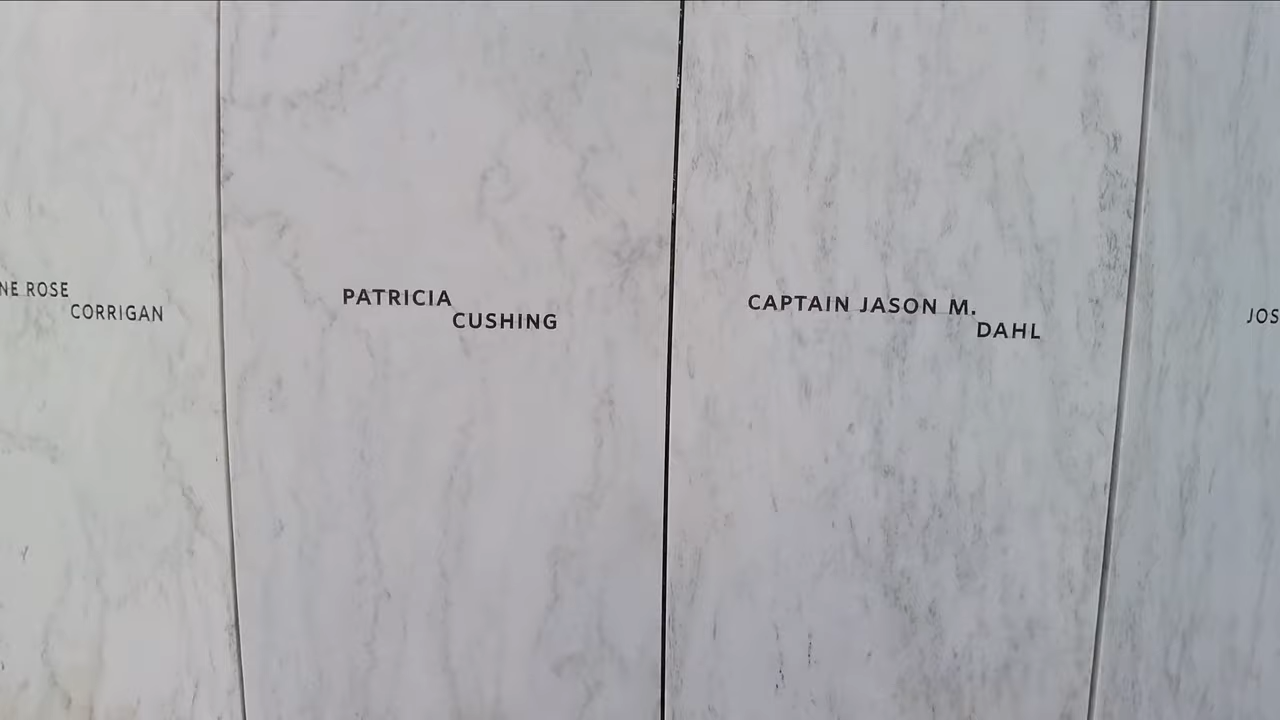 NE ROSE
CORRIGAN
PATRICIA
CUSHING
CAPTAIN JASON M.
DAHL
JOS